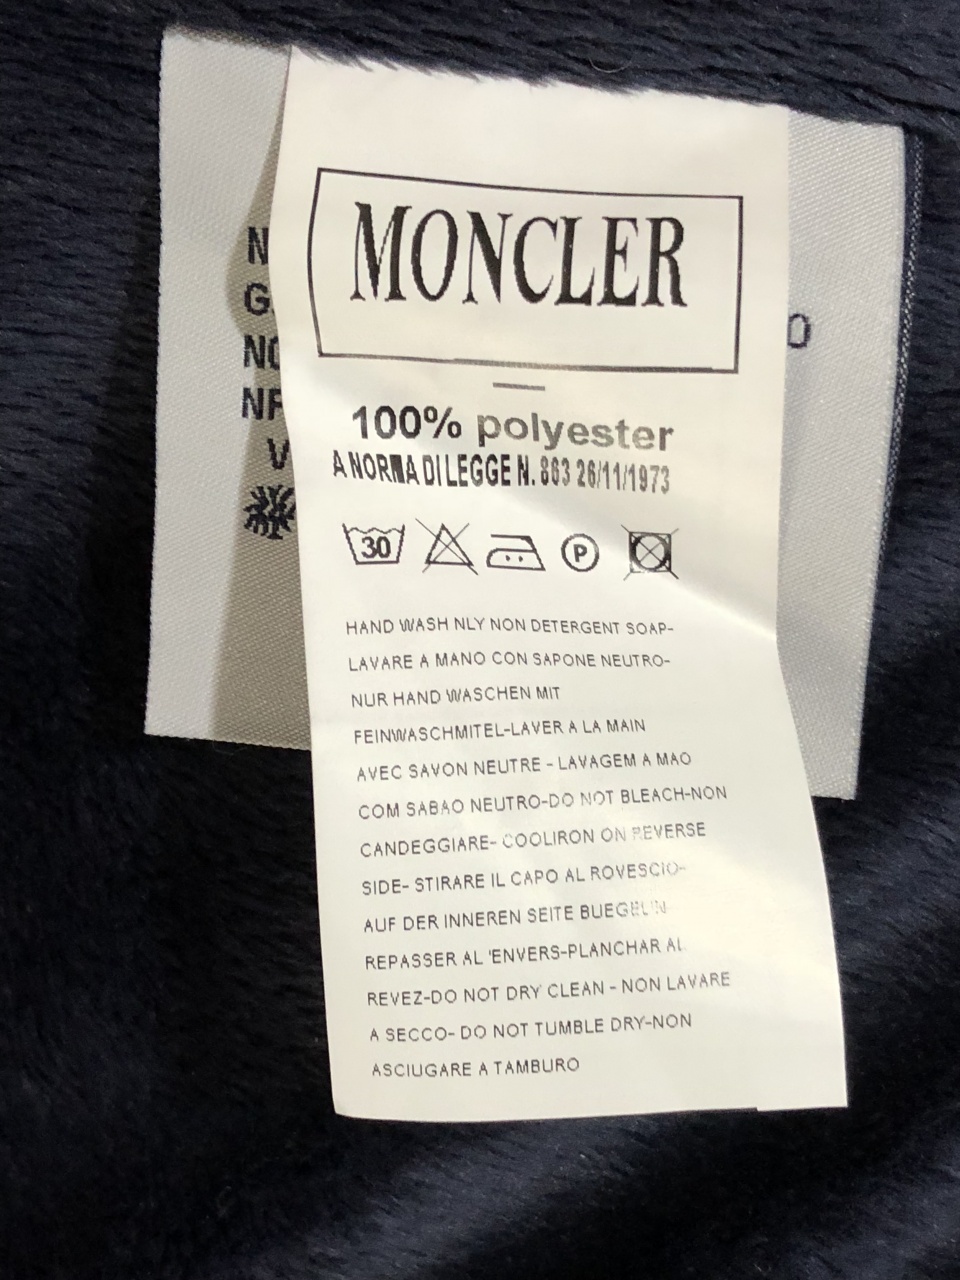 MONCLER
100% polyester
A NORMA DI LEGGE N. 883 26/11/1973
30
P
HAND WASH NLY NON DETERGENT SOAP-
LAVARE A MANO CON SAPONE NEUTRO-
NUR HAND WASCHEN MIT
FEINWASCHMITEL-LAVER A LA MAIN
AVEC SAVON NEUTRE - LAVAGEM A MAO
COM SABAO NEUTRO-DO NOT BLEACH-NON
CANDEGGIARE- COOLIRON ON REVERSE
SIDE- STIRARE IL CAPO AL ROVESCIO-
AUF DER INNEREN SEITE BUEGELN-
REPASSER AL 'ENVERS-PLANCHAR AL
REVEZ-DO NOT DRY CLEAN - NON LAVARE
A SECCO- DO NOT TUMBLE DRY-NON
ASCIUGARE A TAMBURO